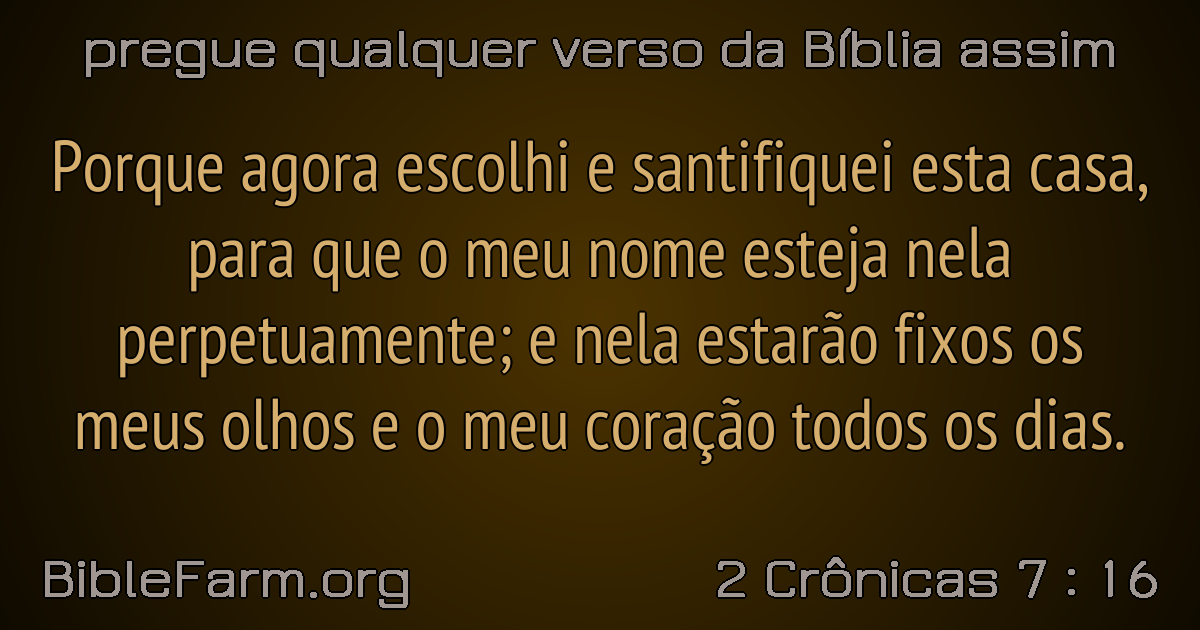 pregue qualquer verso da Bíblia assim
Porque agora escolhi e santifiquei esta casa,
para que o meu nome esteja nela
perpetuamente; e nela estarão fixos os
meus olhos e o meu coração todos os dias.
BibleFarm.org
2 Crônicas 7 : 16